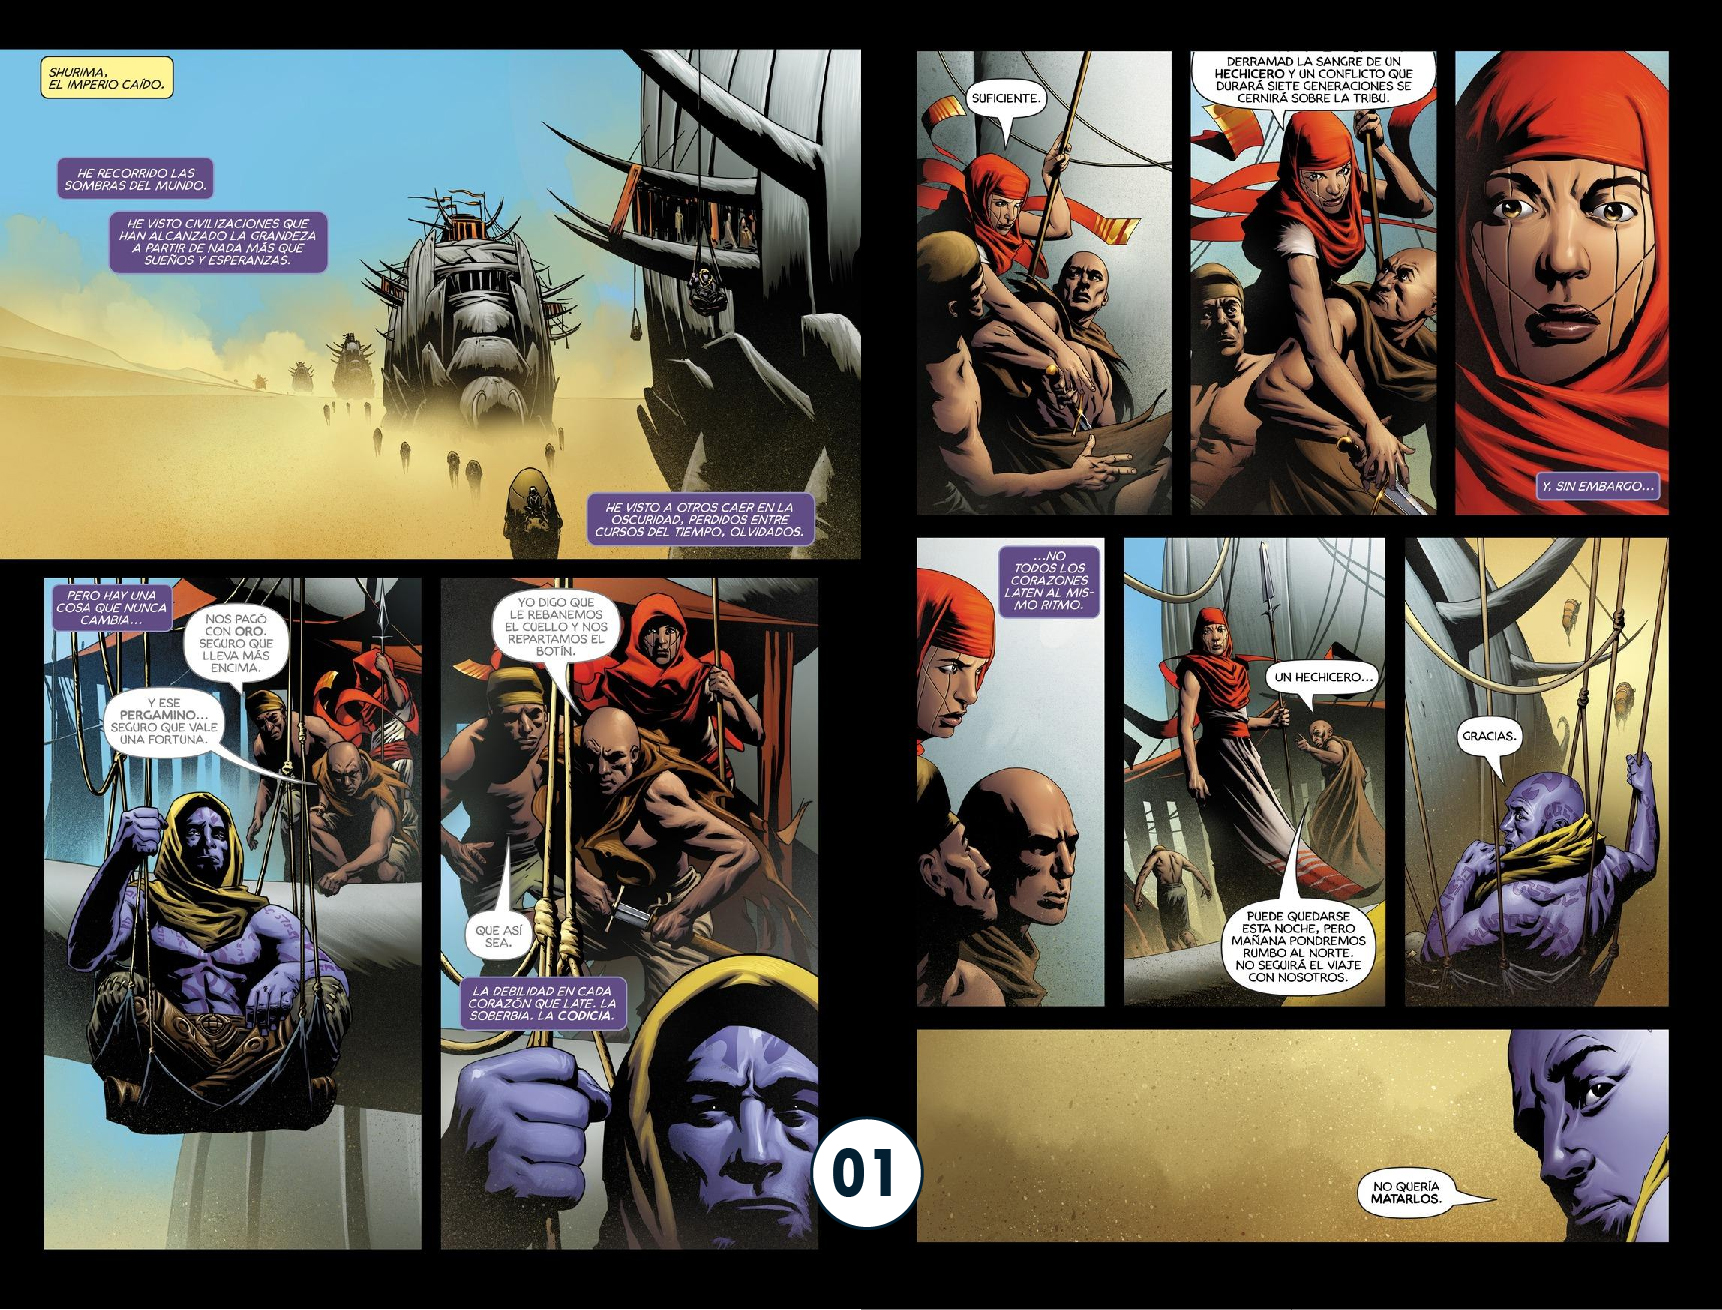 SHURIMA,
EL IMPERIO CAÍDO.
HE RECORRIDO LAS
SOMBRAS DEL MUNDO.
HE VISTO CIVILIZACIONES QUE
HAN ALCANZADO LA GRANDEZA
A PARTIR DE NADA MÁS QUE
SUEÑOS Y ESPERANZAS.
HE VISTO A OTROS CAER EN LA
OSCURIDAD, PERDIDOS ENTRE
CURSOS DEL TIEMPO, OLVIDADOS.
PERO HAY UNA
COSA QUE NUNCA
CAMBIA...
NOS PAGÓ
CON ORO.
SEGURO QUE
LLEVA MÁS
ENCIMA.
Y ESE
PERGAMINO...
SEGURO QUE VALE
UNA FORTUNA.
YO DIGO QUE
LE REBANEMOS
EL CUELLO Y NOS
REPARTAMOS EL
BOTÍN.
QUE ASÍ
SEA.
LA DEBILIDAD EN CADA
CORAZÓN QUE LATE. LA
SOBERBIA. LA CODICIA.
SUFICIENTE.
DERRAMAD LA SANGRE DE UN
HECHICERO Y UN CONFLICTO QUE
DURARÁ SIETE GENERACIONES SE
CERNIRÁ SOBRE LA TRIBU.
Y, SIN EMBARGO...
...NO
TODOS LOS
CORAZONES
LATEN AL MIS-
MO RITMO.
UN HECHICERO...
PUEDE QUEDARSE
ESTA NOCHE, PERO
MAÑANA PONDREMOS
RUMBO AL NORTE.
NO SEGUIRÁ EL VIAJE
CON NOSOTROS.
GRACIAS.
NO QUERÍA
MATARLOS.
01